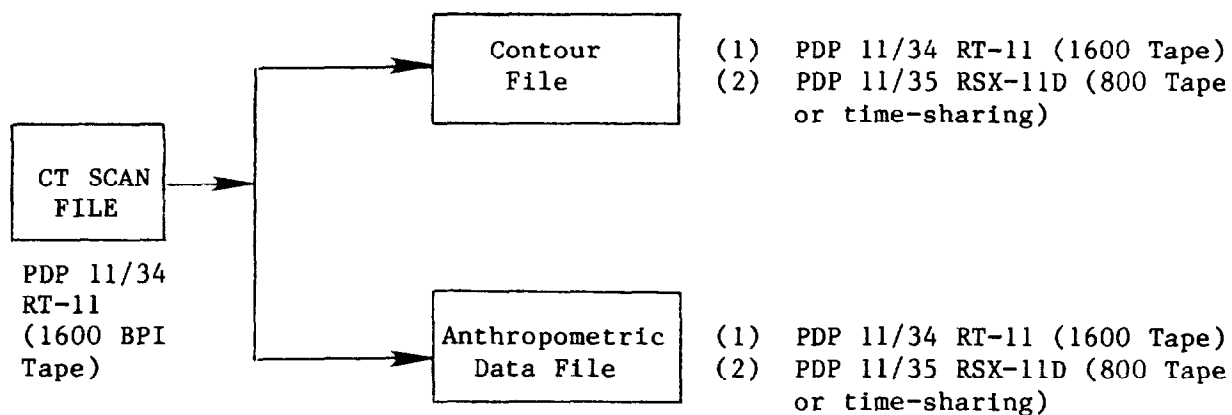 Contour
File
(1) PDP 11/34 RT-11 (1600 Tape)
(2) PDP 11/35 RSX-11D (800 Tape
or time-sharing)
CT SCAN
FILE
PDP 11/34
RT-11
(1600 BPI
Tape)
Anthropometric
Data File
(1) PDP 11/34 RT-11 (1600 Tape)
(2) PDP 11/35 RSX-11D (800 Tape
or time-sharing)